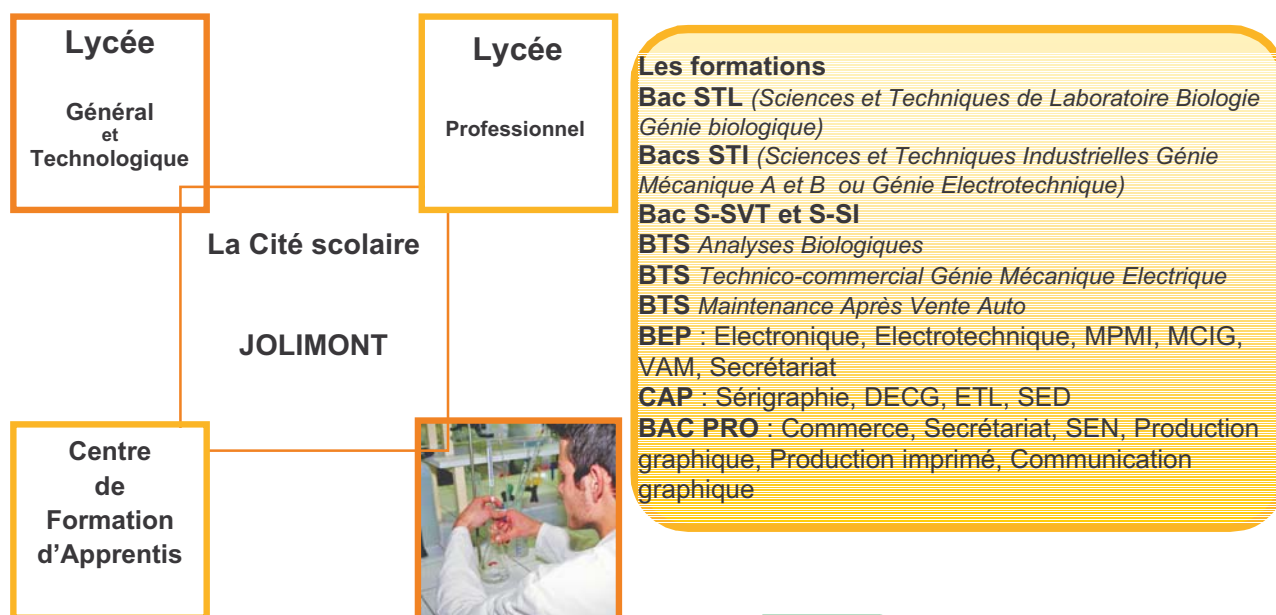 Lycée
Général
et
Technologique
Lycée
Professionnel
La Cité scolaire
JOLIMONT
Centre
de
Formation
d'Apprentis
Les formations
Bac STL (Sciences et Techniques de Laboratoire Biologie
Génie biologique)
Bacs STI (Sciences et Techniques Industrielles Génie
Mécanique A et B ou Génie Electrotechnique)
Bac S-SVT et S-SI
BTS Analyses Biologiques
BTS Technico-commercial Génie Mécanique Electrique
BTS Maintenance Après Vente Auto
BEP : Electronique, Electrotechnique, MPMI, MCIG,
VAM, Secrétariat
CAP : Sérigraphie, DECG, ETL, SED
BAC PRO : Commerce, Secrétariat, SEN, Production
graphique, Production imprimé, Communication
graphique